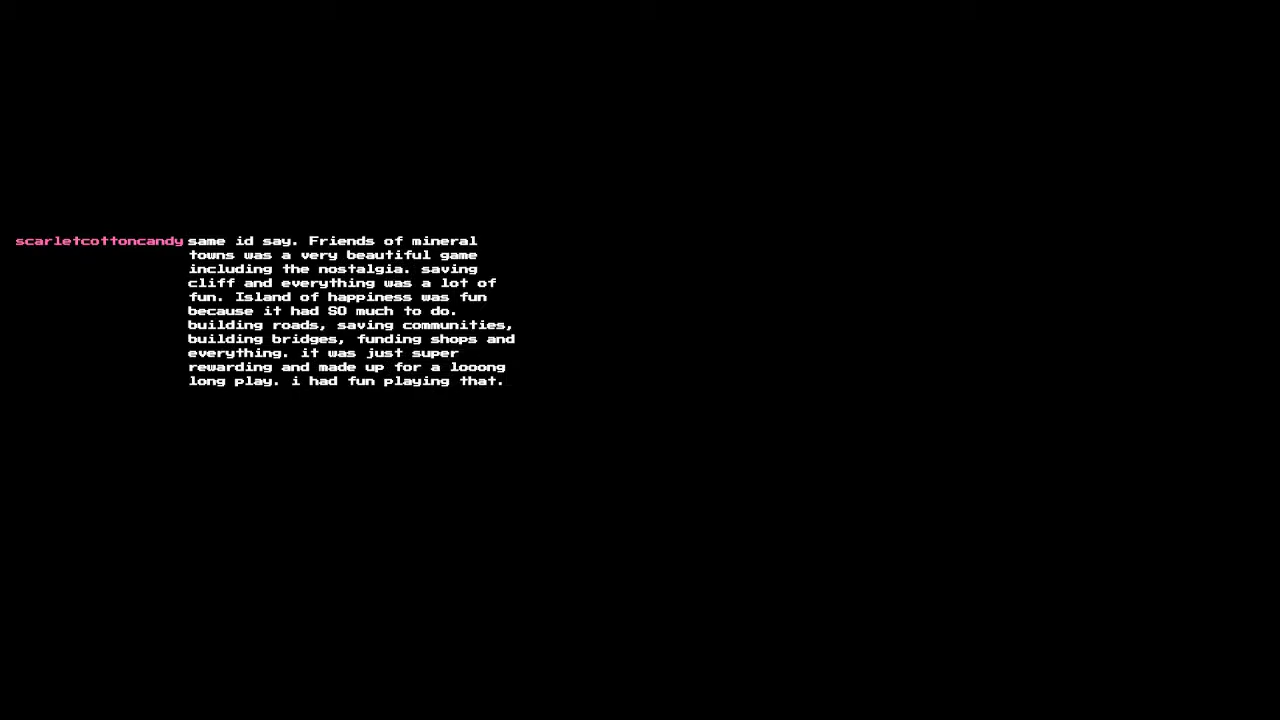 scarletcottoncandy same id say. Friends of mineral
towns was a very beautiful game
including the nostalgia. saving
cliff and everything was a lot of
fun. Island of happiness was fun
because it had SO much to do.
building roads, saving communities,
building bridges, funding shops and
everything. it was just super
rewarding and made up for a looong
long play. i had fun playing that.